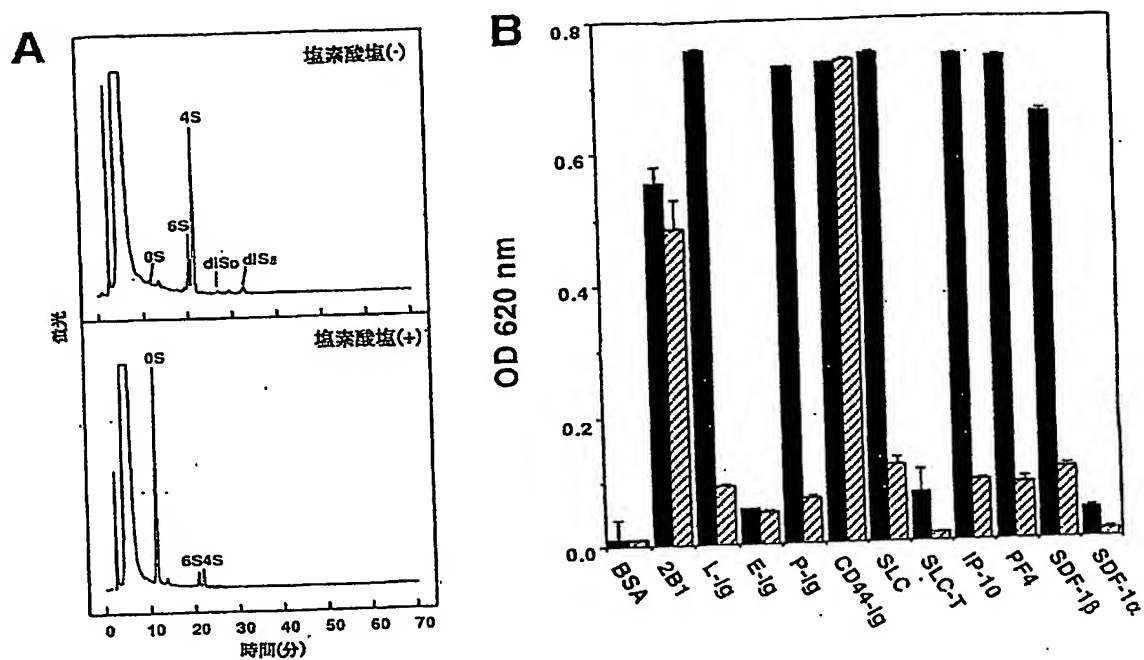 A
塩素酸塩(-)
4S
6S
0S
diSD
diSE
塩素酸塩(+)
0S
6S4S
蛍光
0 10 20 30 40 50 60 70
時間(分)
B
0.8
0.6
0.4
0.2
0.0
OD 620 nm
BSA
2B1
L-Ig
E-Ig
P-Ig
CD44-Ig
SLC
SLC-T
IP-10
PF4
SDF-1β
SDF-1α